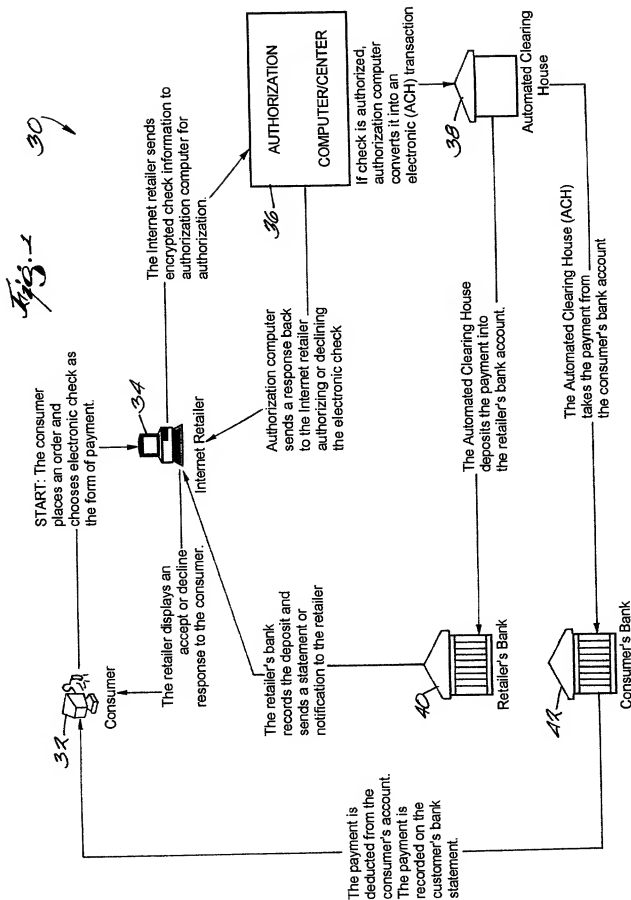 Fig. 1
30
START: The consumer
places an order and
chooses electronic check as
the form of payment.
32
Consumer
34
Internet Retailer
The Internet retailer sends
encrypted check information to
authorization computer for
authorization.
The retailer displays an
accept or decline
response to the consumer.
36
AUTHORIZATION
COMPUTER/CENTER
Authorization computer
sends a response back
to the Internet retailer
authorizing or declining
the electronic check
If check is authorized,
authorization computer
converts it into an
electronic (ACH) transaction
The retailer's bank
records the deposit and
sends a statement or
notification to the retailer
38
Automated Clearing
House
The Automated Clearing House
deposits the payment into
the retailer's bank account.
40
Retailer's Bank
The Automated Clearing House (ACH)
takes the payment from
the consumer's bank account
42
Consumer's Bank
The payment is
deducted from the
consumer's account.
The payment is
recorded on the
customer's bank
statement.